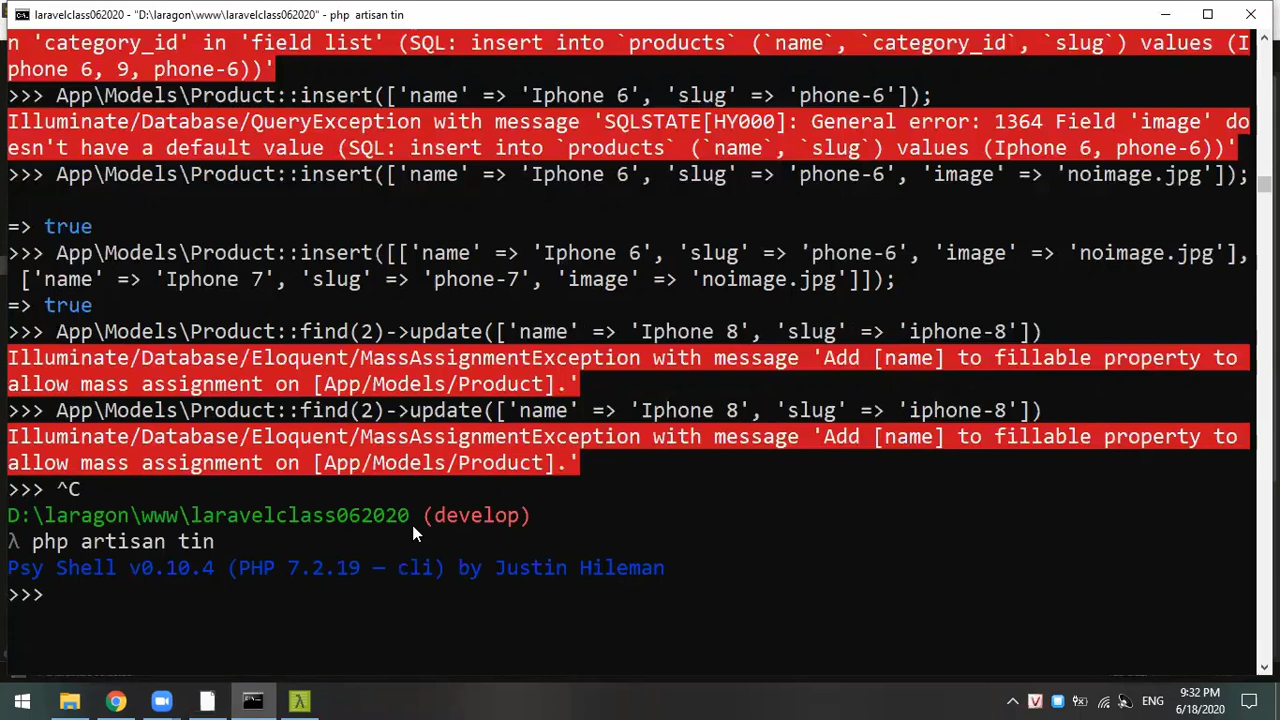 laravelclass062020 - "D:\laragon\www\laravelclass062020" - php  artisan tin
n 'category_id' in 'field list' (SQL: insert into `products` (`name`, `category_id`, `slug`) values (I
phone 6, 9, phone-6))'
>>> App\Models\Product::insert(['name' => 'Iphone 6', 'slug' => 'phone-6']);
Illuminate/Database/QueryException with message 'SQLSTATE[HY000]: General error: 1364 Field 'image' do
esn't have a default value (SQL: insert into `products` (`name`, `slug`) values (Iphone 6, phone-6))'
>>> App\Models\Product::insert(['name' => 'Iphone 6', 'slug' => 'phone-6', 'image' => 'noimage.jpg']);
=> true
>>> App\Models\Product::insert([['name' => 'Iphone 6', 'slug' => 'phone-6', 'image' => 'noimage.jpg'],
['name' => 'Iphone 7', 'slug' => 'phone-7', 'image' => 'noimage.jpg']]);
=> true
>>> App\Models\Product::find(2)->update(['name' => 'Iphone 8', 'slug' => 'iphone-8'])
Illuminate/Database/Eloquent/MassAssignmentException with message 'Add [name] to fillable property to
allow mass assignment on [App/Models/Product].'
>>> App\Models\Product::find(2)->update(['name' => 'Iphone 8', 'slug' => 'iphone-8'])
Illuminate/Database/Eloquent/MassAssignmentException with message 'Add [name] to fillable property to
allow mass assignment on [App/Models/Product].'
>>> ^C
D:\laragon\www\laravelclass062020 (develop)
λ php artisan tin
Psy Shell v0.10.4 (PHP 7.2.19 — cli) by Justin Hileman
>>>
ENG
9:32 PM
6/18/2020